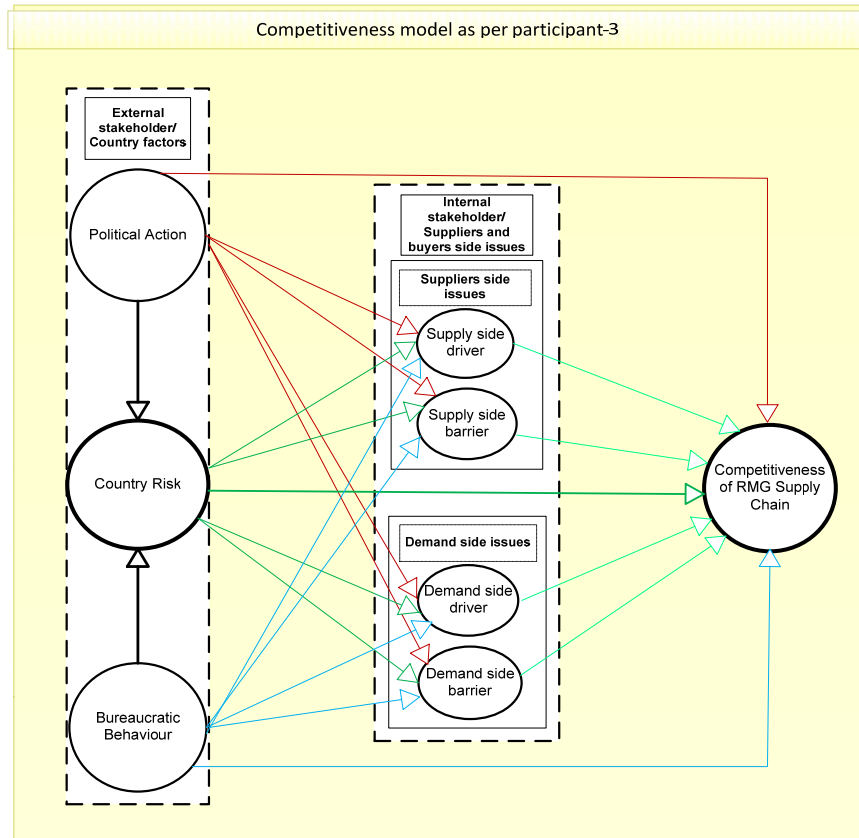 Competitiveness model as per participant-3
External
stakeholder/
Country factors
Political Action
Country Risk
Bureaucratic
Behaviour
Internal
stakeholder/
Suppliers and
buyers side issues
Suppliers side
issues
Supply side
driver
Supply side
barrier
Demand side issues
Demand side
driver
Demand side
barrier
Competitiveness
of RMG Supply
Chain